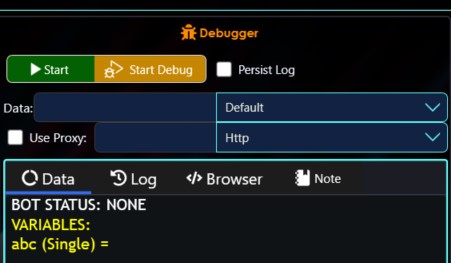 Debugger
Start
Start Debug
Persist Log
Data:
Default
Use Proxy:
Http
Data
Log
Browser
Note
BOT STATUS: NONE
VARIABLES:
abc (Single) =